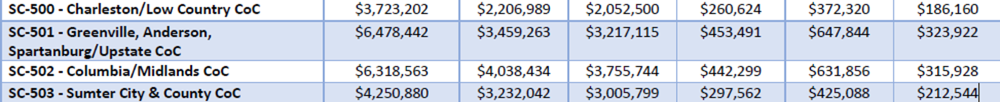 SC-500 - Charleston/Low Country CoC $3,723,202 $2,206,989 $2,052,500 $260,624 $372,320 $186,160
SC-501 - Greenville, Anderson, $6,478,442 $3,459,263 $3,217,115 $453,491 $647,844 $323,922
Spartanburg/Upstate CoC
SC-502 - Columbia/Midlands CoC $6,318,563 $4,038,434 $3,755,744 $442,299 $631,856 $315,928
SC-503 - Sumter City & County CoC $4,250,880 $3,232,042 $3,005,799 $297,562 $425,088 $212,544